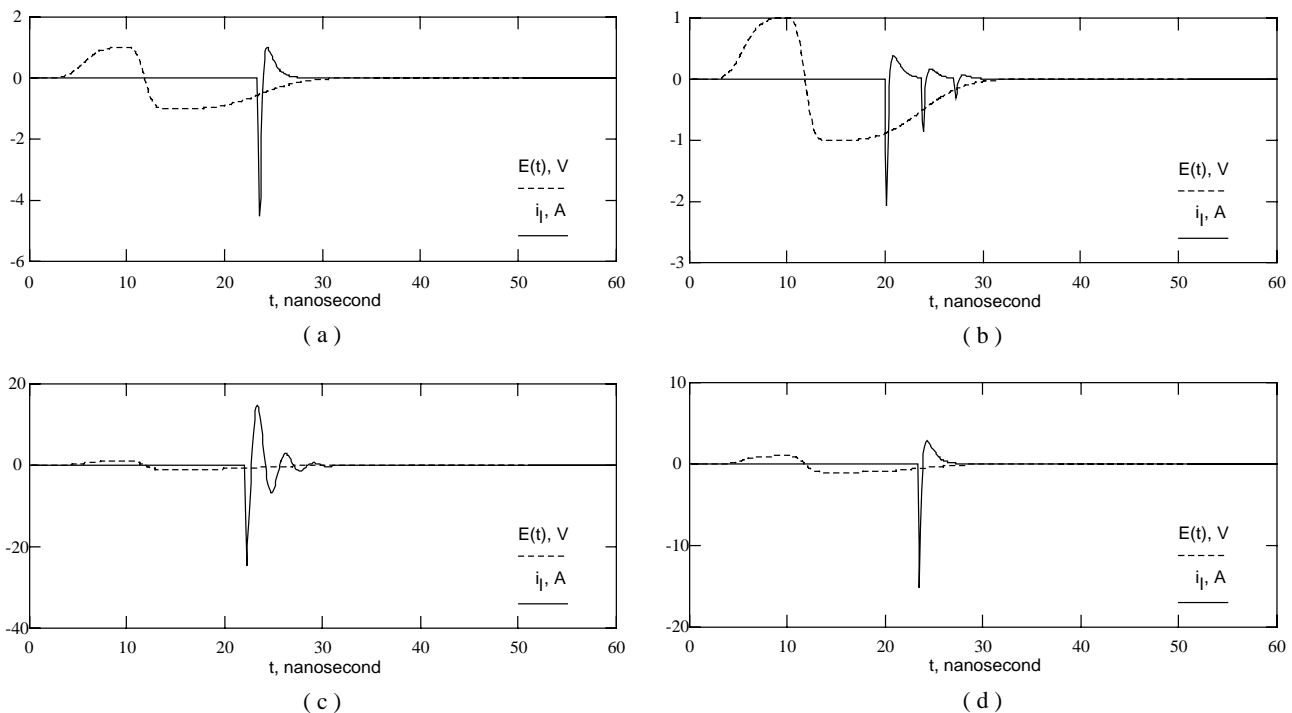 2
0
-2
-4
-6
0 10 20 30 40 50 60
t, nanosecond
E(t), V
i_l, A
( a )
1
0
-1
-2
-3
0 10 20 30 40 50 60
t, nanosecond
E(t), V
i_l, A
( b )
20
0
-20
-40
0 10 20 30 40 50 60
t, nanosecond
E(t), V
i_l, A
( c )
10
0
-10
-20
0 10 20 30 40 50 60
t, nanosecond
E(t), V
i_l, A
( d )